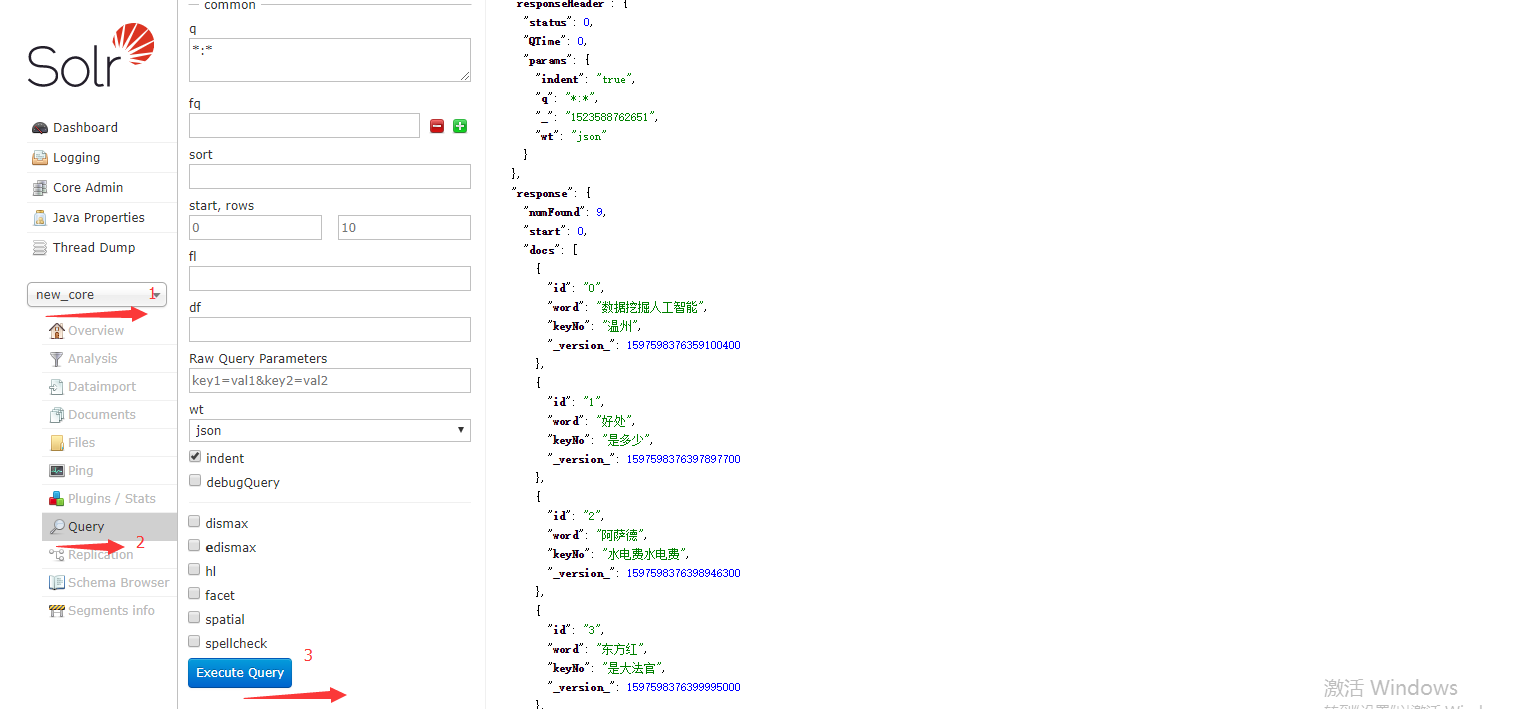 Solr
Dashboard
Logging
Core Admin
Java Properties
Thread Dump
new_core
1
Overview
Analysis
Dataimport
Documents
Files
Ping
Plugins / Stats
Query
2
Replication
Schema Browser
Segments info
common
q
*:*
fq
sort
start, rows
0
10
fl
df
Raw Query Parameters
key1=val1&key2=val2
wt
json
indent
debugQuery
dismax
edismax
hl
facet
spatial
spellcheck
3
Execute Query
"responseHeader": {
"status": 0,
"QTime": 0,
"params": {
"indent": "true",
"q": "*:*",
"_": "1523588762651",
"wt": "json"
}
},
"response": {
"numFound": 9,
"start": 0,
"docs": [
{
"id": "0",
"word": "数据挖掘人工智能",
"keyNo": "温州",
"_version_": 1597598376359100400
},
{
"id": "1",
"word": "好处",
"keyNo": "是多少",
"_version_": 1597598376397897700
},
{
"id": "2",
"word": "阿萨德",
"keyNo": "水电费水电费",
"_version_": 1597598376398946300
},
{
"id": "3",
"word": "东方红",
"keyNo": "是大法官",
"_version_": 1597598376399995000
},
激活 Windows